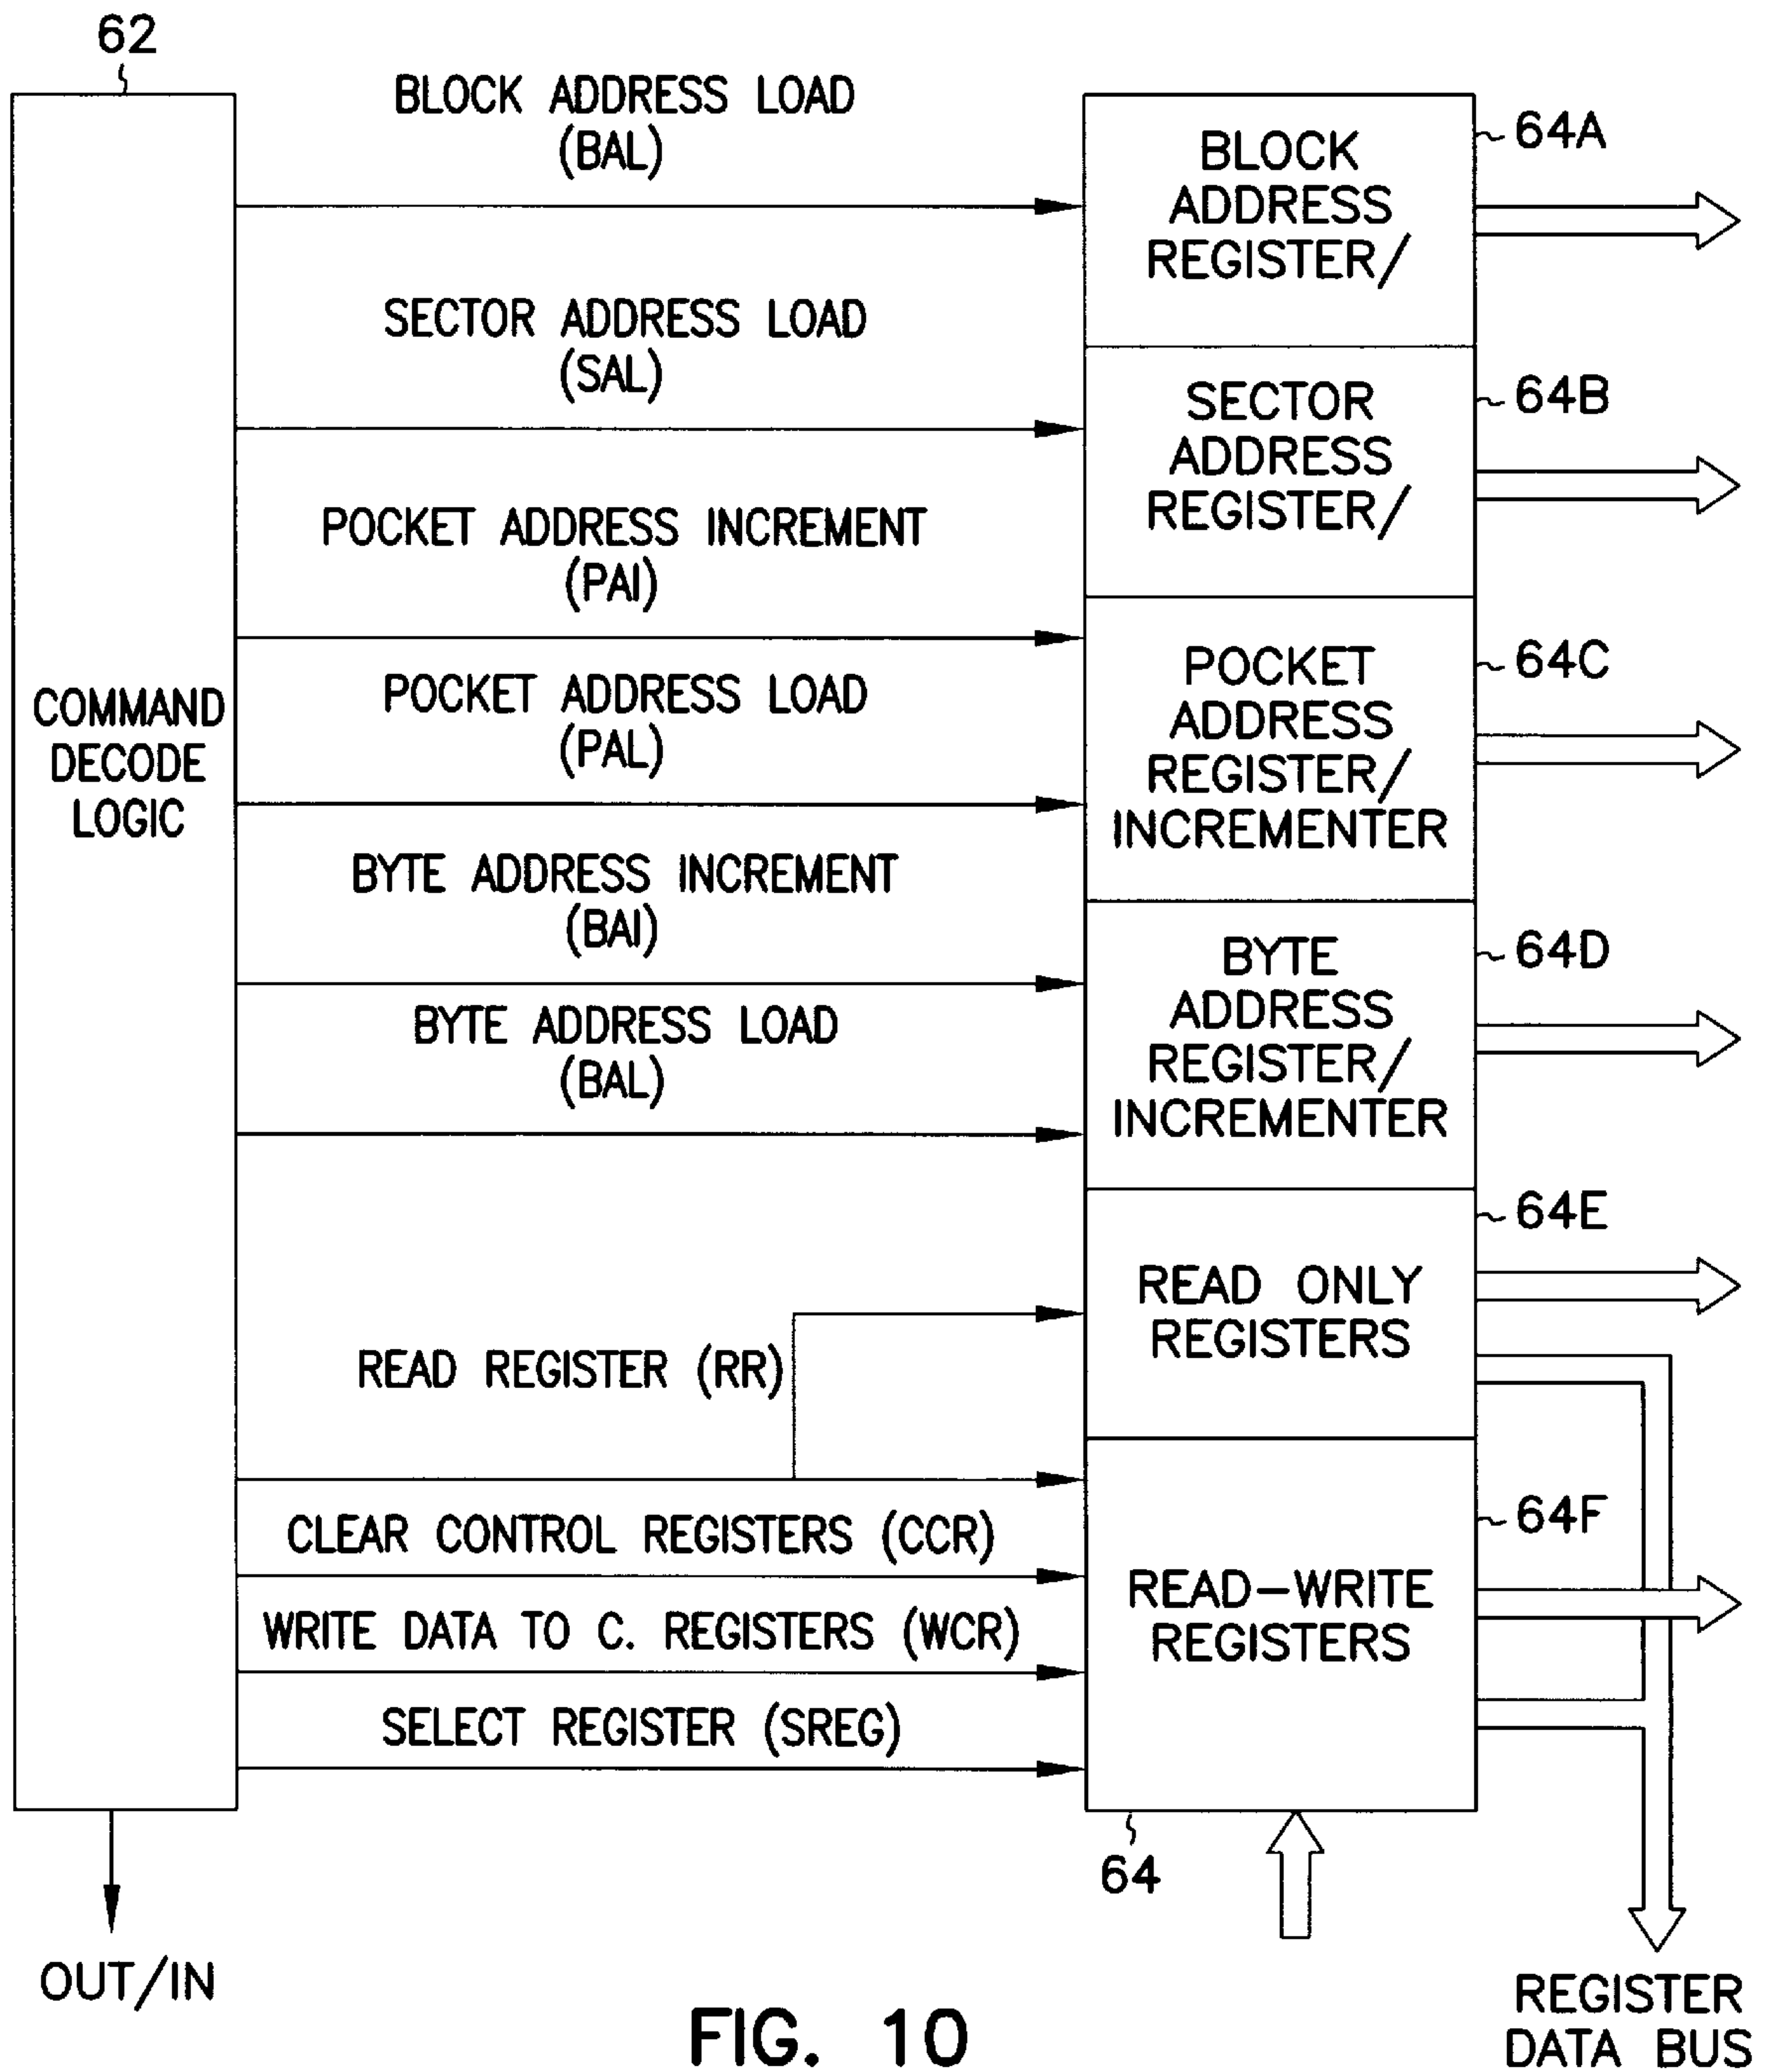 62
BLOCK ADDRESS LOAD
(BAL)
SECTOR ADDRESS LOAD
(SAL)
POCKET ADDRESS INCREMENT
(PAI)
POCKET ADDRESS LOAD
(PAL)
BYTE ADDRESS INCREMENT
(BAI)
BYTE ADDRESS LOAD
(BAL)
READ REGISTER (RR)
CLEAR CONTROL REGISTERS (CCR)
WRITE DATA TO C. REGISTERS (WCR)
SELECT REGISTER (SREG)
COMMAND
DECODE
LOGIC
OUT/IN
BLOCK
ADDRESS
REGISTER/
64A
SECTOR
ADDRESS
REGISTER/
64B
POCKET
ADDRESS
REGISTER/
INCREMENTER
64C
BYTE
ADDRESS
REGISTER/
INCREMENTER
64D
READ ONLY
REGISTERS
64E
READ-WRITE
REGISTERS
64F
64
REGISTER
DATA BUS
FIG. 10